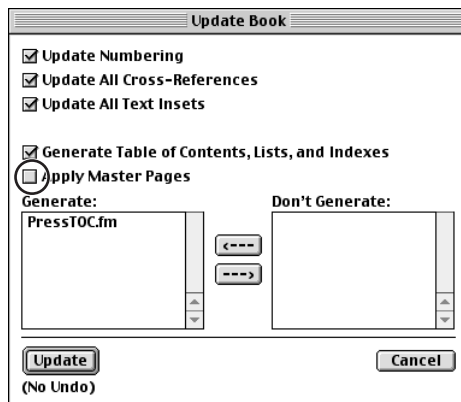 Update Book
Update Numbering
Update All Cross-References
Update All Text Insets
Generate Table of Contents, Lists, and Indexes
Apply Master Pages
Generate: Don't Generate:
PressTOC.fm
<---
--->
Update Cancel
(No Undo)